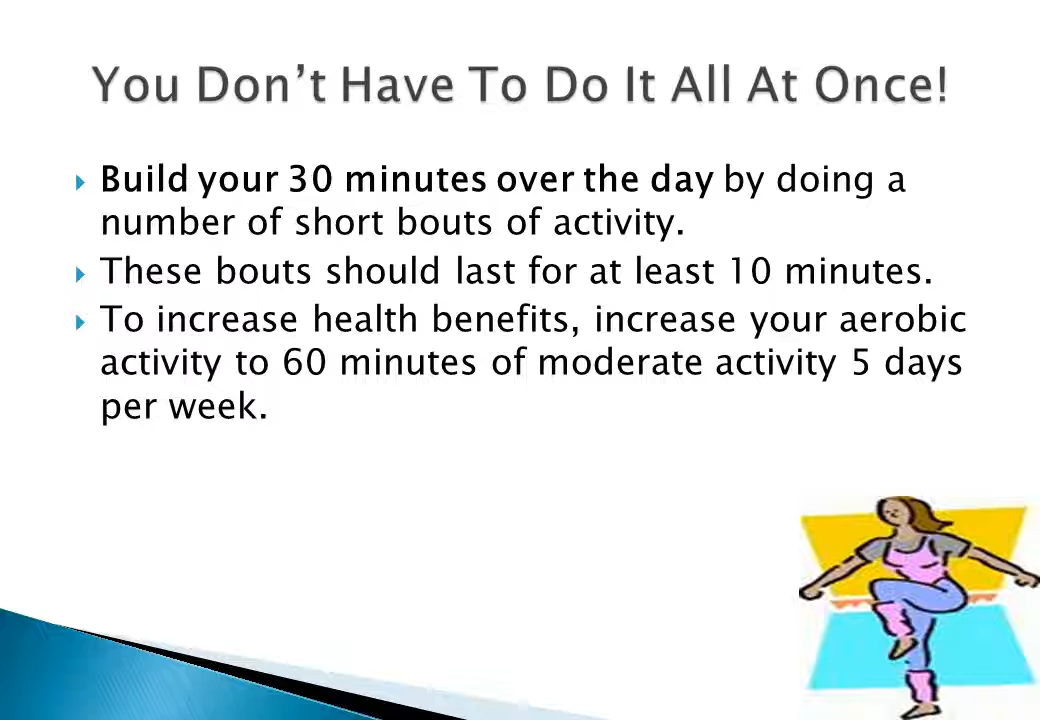 You Don’t Have To Do It All At Once!
Build your 30 minutes over the day by doing a
number of short bouts of activity.
These bouts should last for at least 10 minutes.
To increase health benefits, increase your aerobic
activity to 60 minutes of moderate activity 5 days
per week.